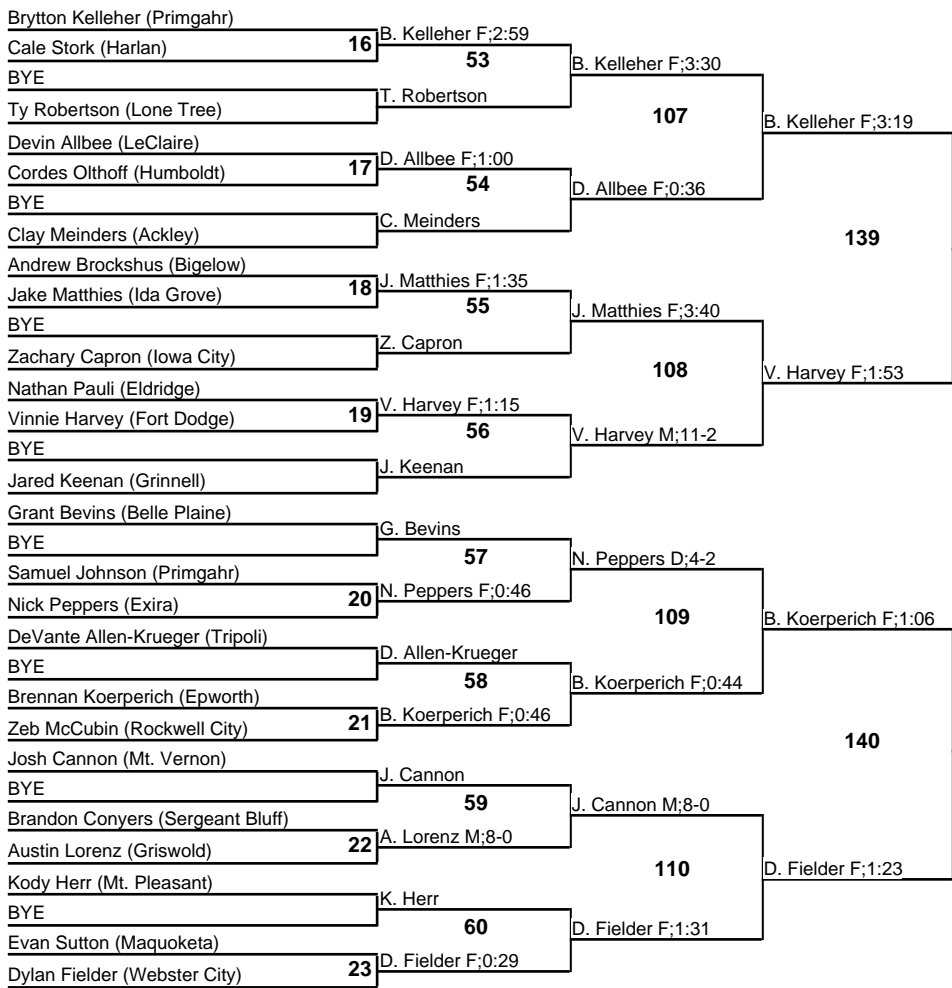 Brytton Kelleher (Primgahr)
B. Kelleher F;2:59
Cale Stork (Harlan)
16
53
B. Kelleher F;3:30
BYE
T. Robertson
Ty Robertson (Lone Tree)
107
B. Kelleher F;3:19
Devin Allbee (LeClaire)
D. Allbee F;1:00
Cordes Olthoff (Humboldt)
17
54
D. Allbee F;0:36
BYE
C. Meinders
Clay Meinders (Ackley)
139
Andrew Brockshus (Bigelow)
J. Matthies F;1:35
Jake Matthies (Ida Grove)
18
55
J. Matthies F;3:40
BYE
Z. Capron
Zachary Capron (Iowa City)
108
V. Harvey F;1:53
Nathan Pauli (Eldridge)
V. Harvey F;1:15
Vinnie Harvey (Fort Dodge)
19
56
V. Harvey M;11-2
BYE
J. Keenan
Jared Keenan (Grinnell)
Grant Bevins (Belle Plaine)
G. Bevins
BYE
57
N. Peppers D;4-2
Samuel Johnson (Primgahr)
N. Peppers F;0:46
Nick Peppers (Exira)
20
109
B. Koerperich F;1:06
DeVante Allen-Krueger (Tripoli)
D. Allen-Krueger
BYE
58
B. Koerperich F;0:44
Brennan Koerperich (Epworth)
B. Koerperich F;0:46
Zeb McCubin (Rockwell City)
21
140
Josh Cannon (Mt. Vernon)
J. Cannon
BYE
59
J. Cannon M;8-0
Brandon Conyers (Sergeant Bluff)
A. Lorenz M;8-0
Austin Lorenz (Griswold)
22
110
D. Fielder F;1:23
Kody Herr (Mt. Pleasant)
K. Herr
BYE
60
D. Fielder F;1:31
Evan Sutton (Maquoketa)
D. Fielder F;0:29
Dylan Fielder (Webster City)
23